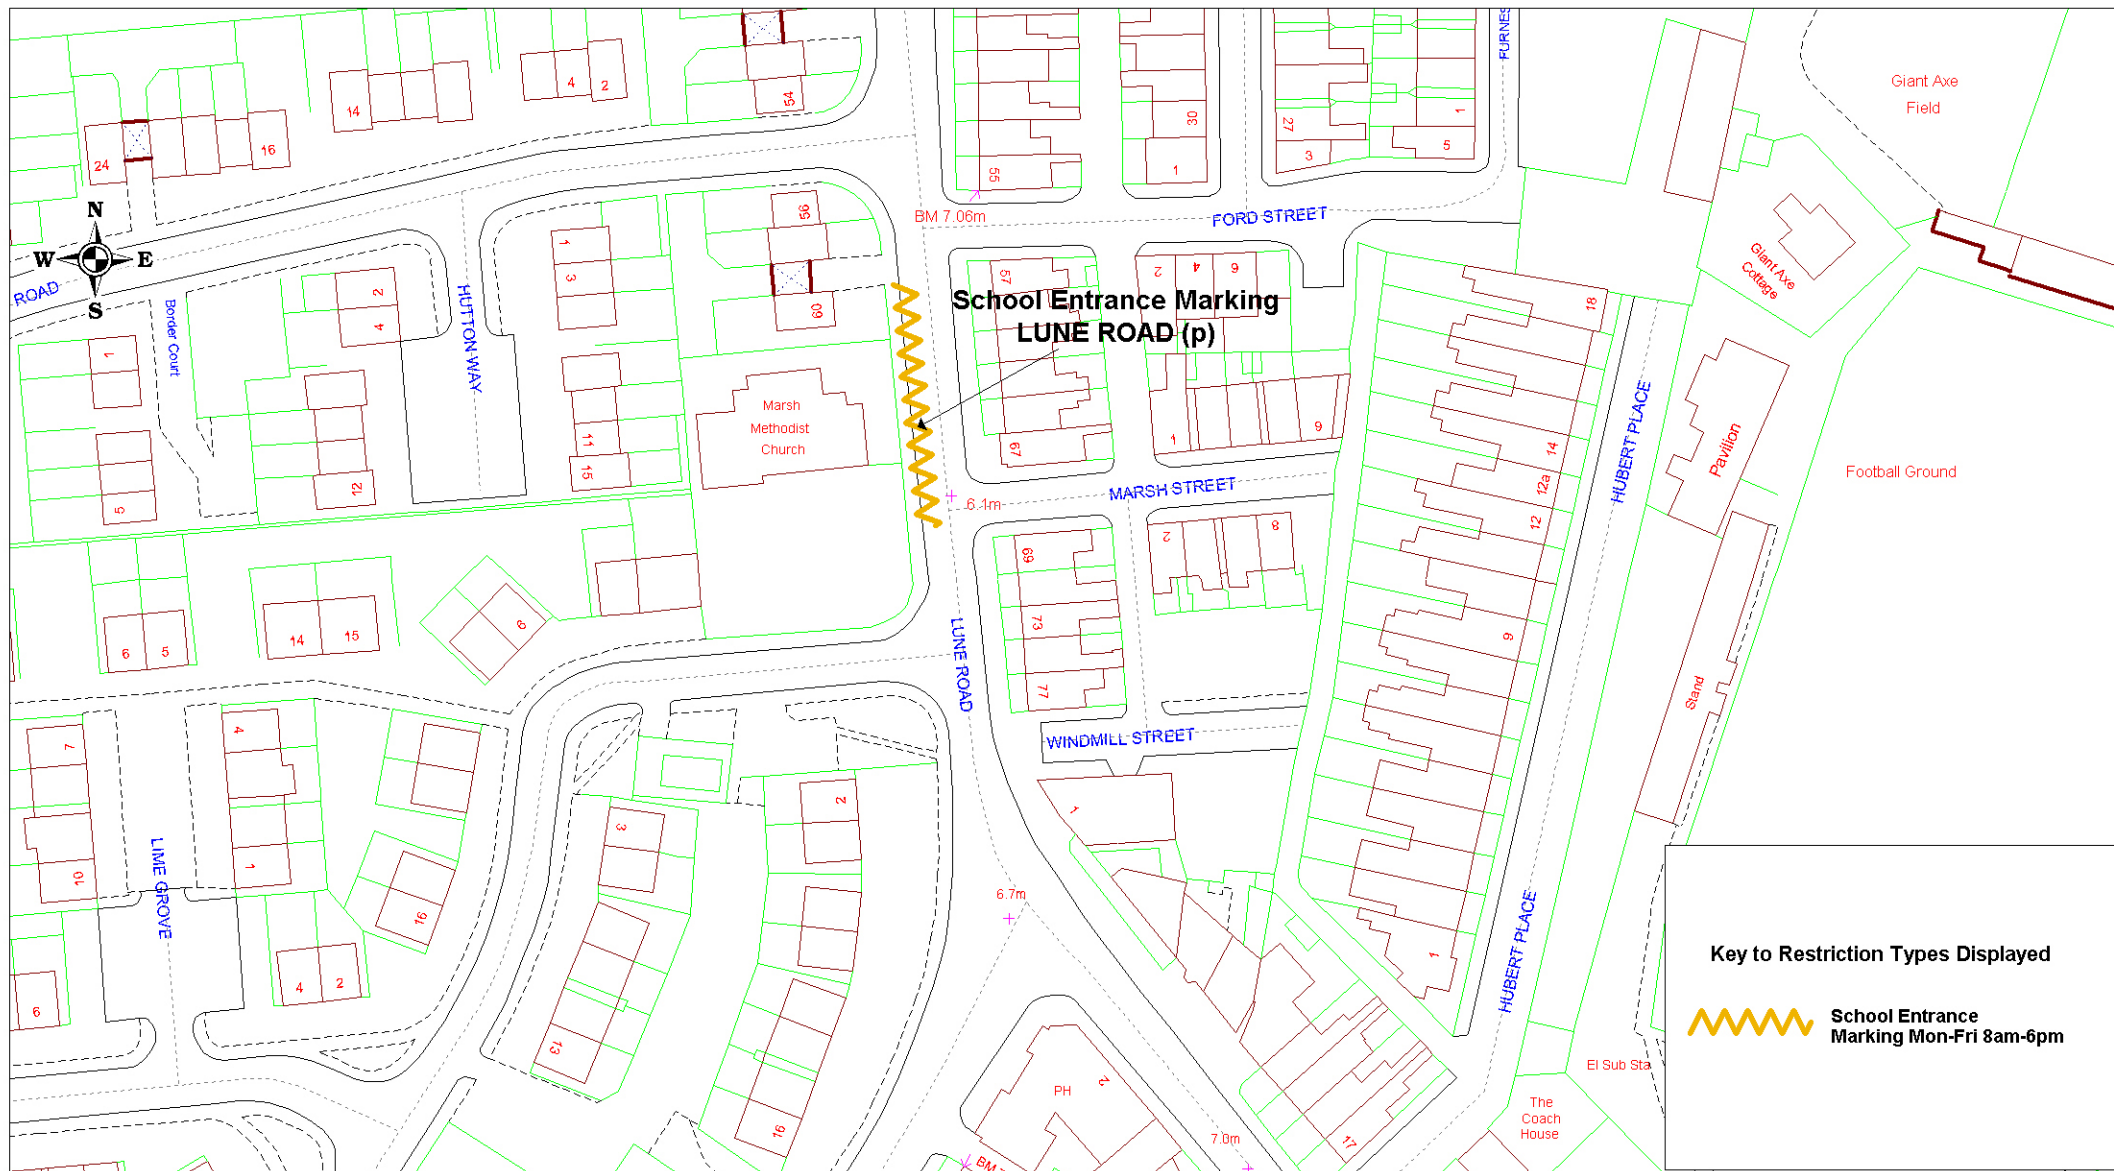 FURNES
Giant Axe
Field
14
4
2
54
24
16
55
30
1
27
3
1
5
N
W
E
S
ROAD
BM 7.06m
FORD STREET
Giant Axe
Cottage
Border Court
HUTTON WAY
2
4
1
3
56
60
57
2
4
6
18
School Entrance Marking
LUNE ROAD (p)
Marsh
Methodist
Church
1
5
12
11
15
67
1
9
14
12a
12
9
1
HUBERT PLACE
Pavilion
Football Ground
MARSH STREET
6.1m
69
73
77
2
8
LUNE ROAD
WINDMILL STREET
Stand
6
5
14
15
6
7
10
4
1
16
LIME GROVE
6
4
2
3
13
2
16
1
6.7m
HUBERT PLACE
PH
2
BM
7.0m
17
El Sub Sta
The
Coach
House
Key to Restriction Types Displayed
School Entrance
Marking Mon-Fri 8am-6pm